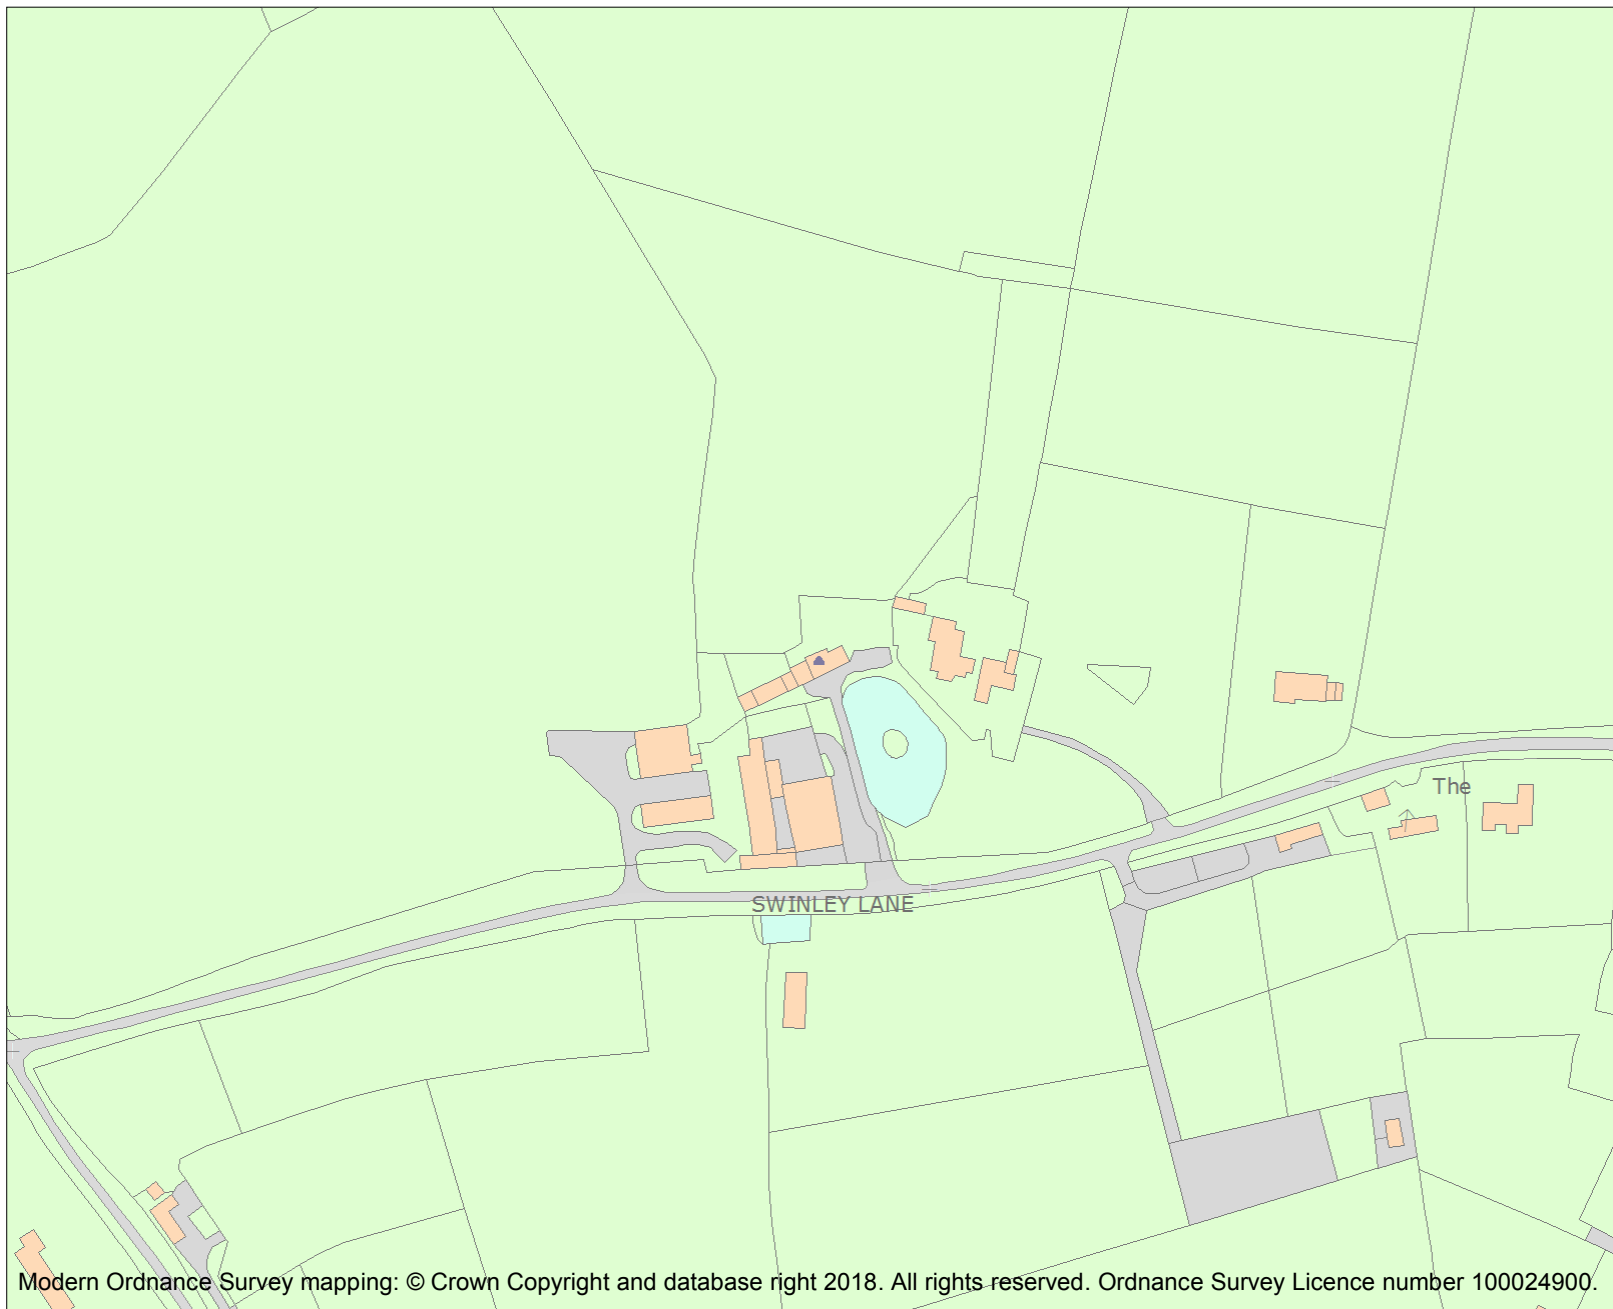 The
SWINLEY LANE
Modern Ordnance Survey mapping: © Crown Copyright and database right 2018. All rights reserved. Ordnance Survey Licence number 100024900.